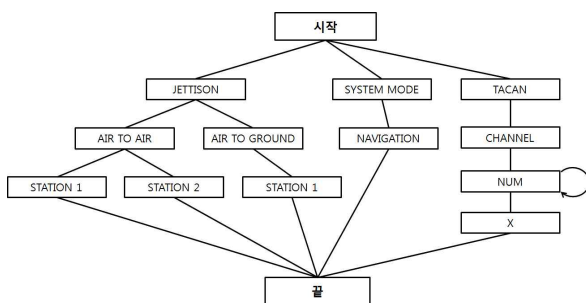 시작
JETTISON
SYSTEM MODE
TACAN
AIR TO AIR
AIR TO GROUND
NAVIGATION
CHANNEL
STATION 1
STATION 2
STATION 1
NUM
X
끝